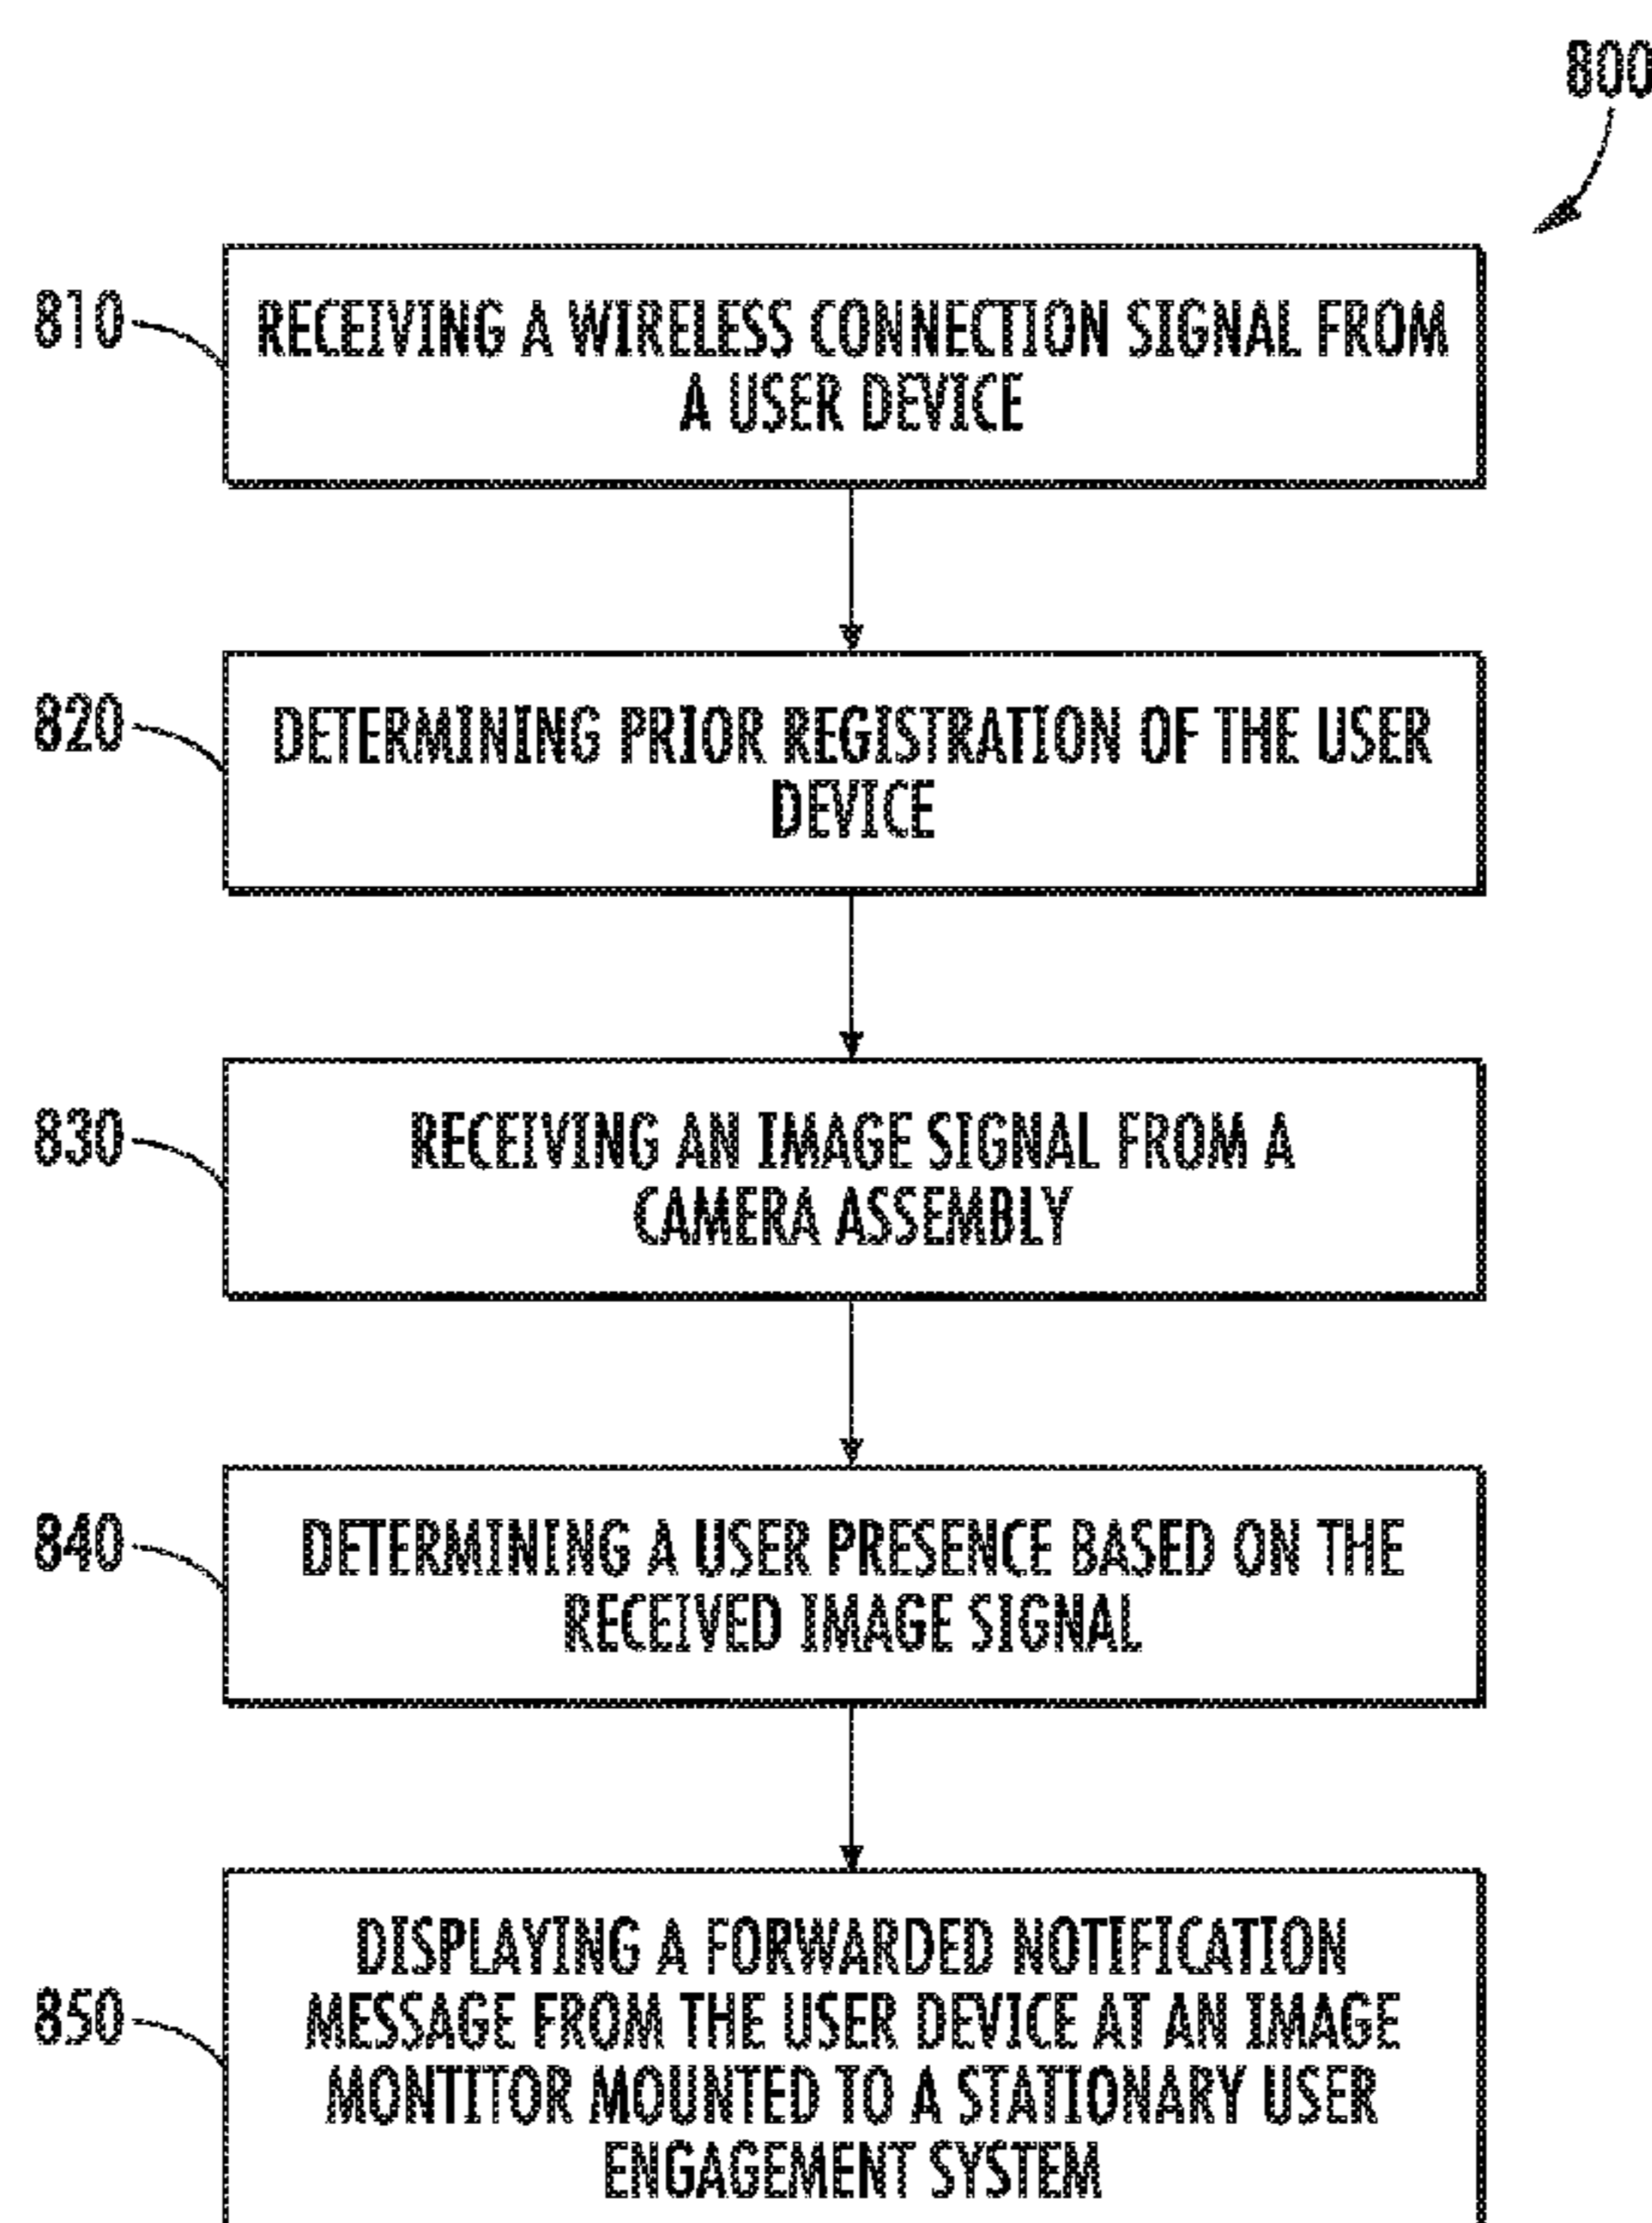 800
810
RECEIVING A WIRELESS CONNECTION SIGNAL FROM
A USER DEVICE
820
DETERMINING PRIOR REGISTRATION OF THE USER
DEVICE
830
RECEIVING AN IMAGE SIGNAL FROM A
CAMERA ASSEMBLY
840
DETERMINING A USER PRESENCE BASED ON THE
RECEIVED IMAGE SIGNAL
850
DISPLAYING A FORWARDED NOTIFICATION
MESSAGE FROM THE USER DEVICE AT AN IMAGE
MONTITOR MOUNTED TO A STATIONARY USER
ENGAGEMENT SYSTEM